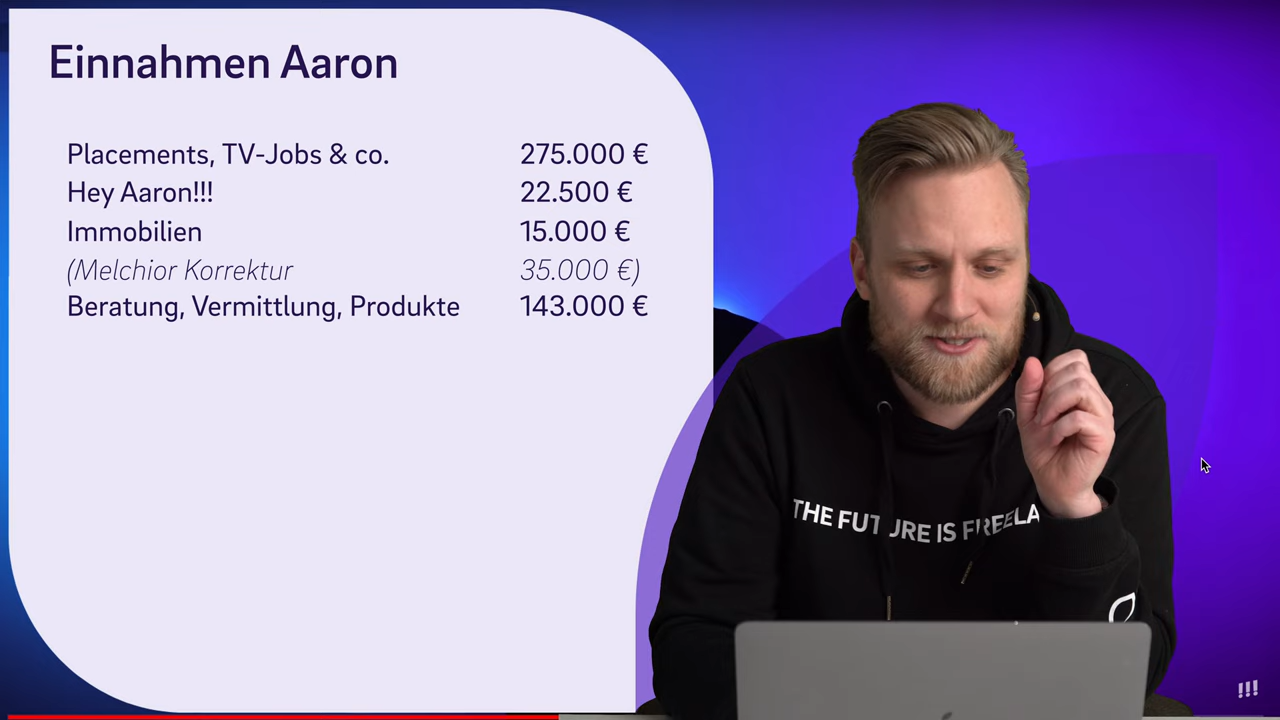 Einnahmen Aaron
Placements, TV-Jobs & co. 275.000 €
Hey Aaron!!! 22.500 €
Immobilien 15.000 €
(Melchior Korrektur 35.000 €)
Beratung, Vermittlung, Produkte 143.000 €
THE FUTURE IS FREELA
!!!